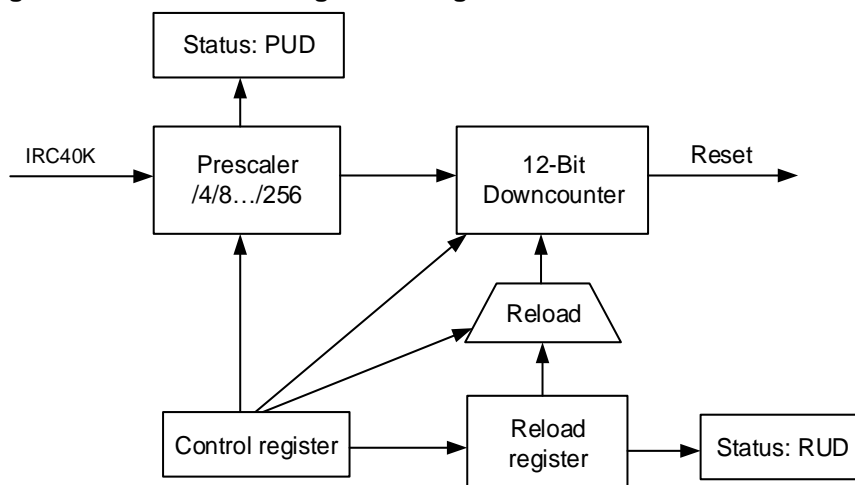 Status: PUD
IRC40K
Prescaler
/4/8…/256
12-Bit
Downcounter
Reset
Reload
Control register
Reload
register
Status: RUD